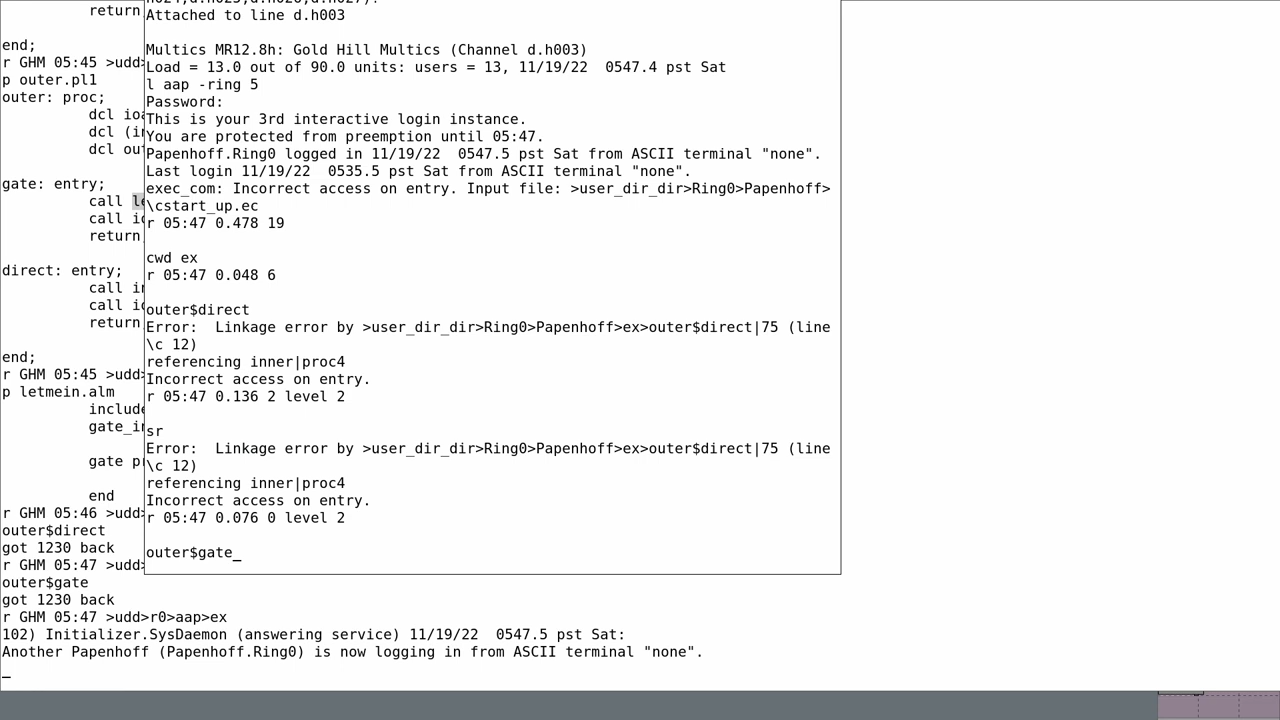 return
end;
r GHM 05:45 >udd>
p outer.pl1
outer: proc;
dcl
dcl
dcl
gate: entry;
call
call
return
direct: entry;
call
call
return
end;
r GHM 05:45 >udd>
p letmein.alm
include
gate
end
r GHM 05:46 >udd>
outer$direct
got 1230 back
r GHM 05:47 >udd>
outer$gate
got 1230 back
r GHM 05:47 >udd>r0>aap>ex
102) Initializer.SysDaemon (answering service) 11/19/22  0547.5 pst Sat:
Another Papenhoff (Papenhoff.Ring0) is now logging in from ASCII terminal "none".
Attached to line d.h003
Multics MR12.8h: Gold Hill Multics (Channel d.h003)
Load = 13.0 out of 90.0 units: users = 13, 11/19/22  0547.4 pst Sat
l aap -ring 5
Password:
This is your 3rd interactive login instance.
You are protected from preemption until 05:47.
Papenhoff.Ring0 logged in 11/19/22  0547.5 pst Sat from ASCII terminal "none".
Last login 11/19/22  0535.5 pst Sat from ASCII terminal "none".
exec_com: Incorrect access on entry. Input file: >user_dir_dir>Ring0>Papenhoff>
\cstart_up.ec
r 05:47 0.478 19
cwd ex
r 05:47 0.048 6
outer$direct
Error:  Linkage error by >user_dir_dir>Ring0>Papenhoff>ex>outer$direct|75 (line
\c 12)
referencing inner|proc4
Incorrect access on entry.
r 05:47 0.136 2 level 2
sr
Error:  Linkage error by >user_dir_dir>Ring0>Papenhoff>ex>outer$direct|75 (line
\c 12)
referencing inner|proc4
Incorrect access on entry.
r 05:47 0.076 0 level 2
outer$gate_